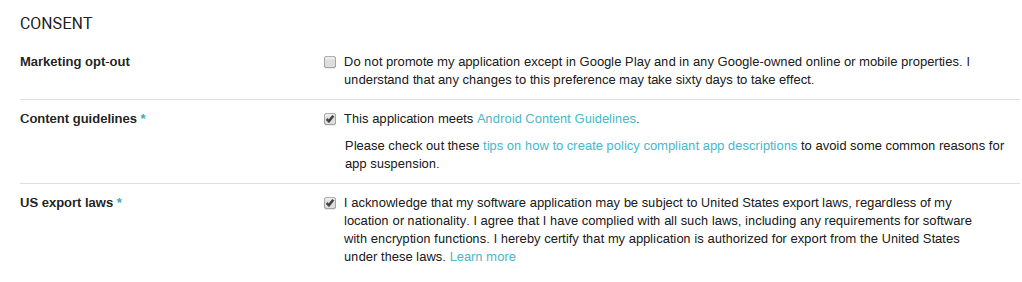 CONSENT
Marketing opt-out
Do not promote my application except in Google Play and in any Google-owned online or mobile properties. I
understand that any changes to this preference may take sixty days to take effect.
Content guidelines *
This application meets Android Content Guidelines.
Please check out these tips on how to create policy compliant app descriptions to avoid some common reasons for
app suspension.
US export laws *
I acknowledge that my software application may be subject to United States export laws, regardless of my
location or nationality. I agree that I have complied with all such laws, including any requirements for software
with encryption functions. I hereby certify that my application is authorized for export from the United States
under these laws. Learn more